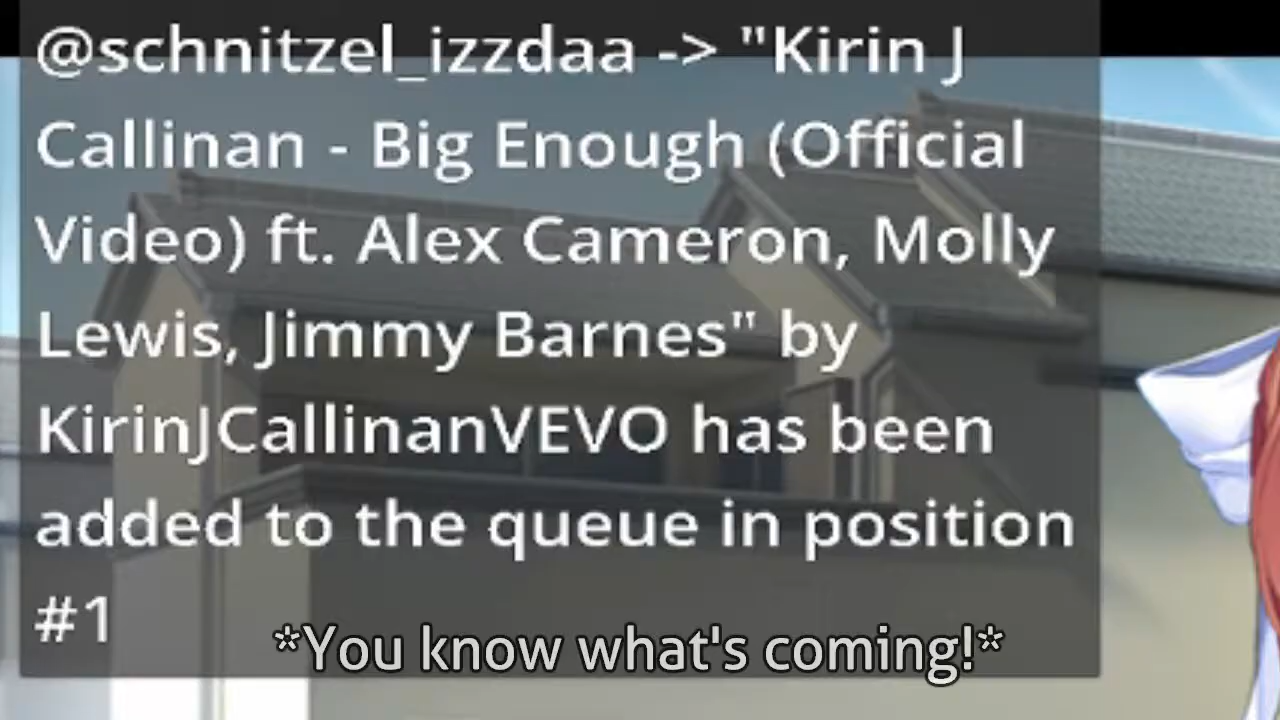 @schnitzel_izzdaa -> "Kirin J
Callinan - Big Enough (Official
Video) ft. Alex Cameron, Molly
Lewis, Jimmy Barnes" by
KirinJCallinanVEVO has been
added to the queue in position
#1
*You know what's coming!*